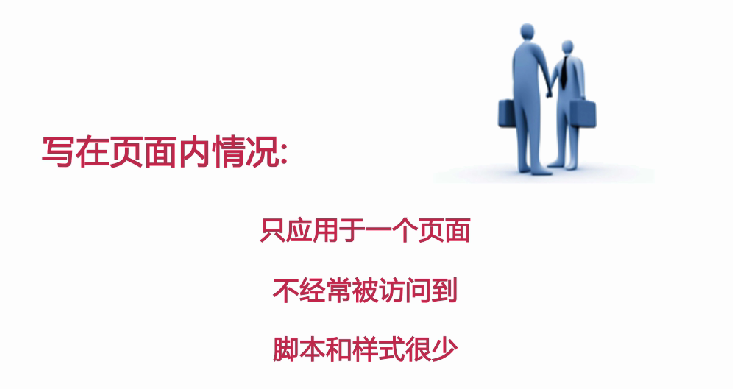 写在页面内情况:
只应用于一个页面
不经常被访问到
脚本和样式很少